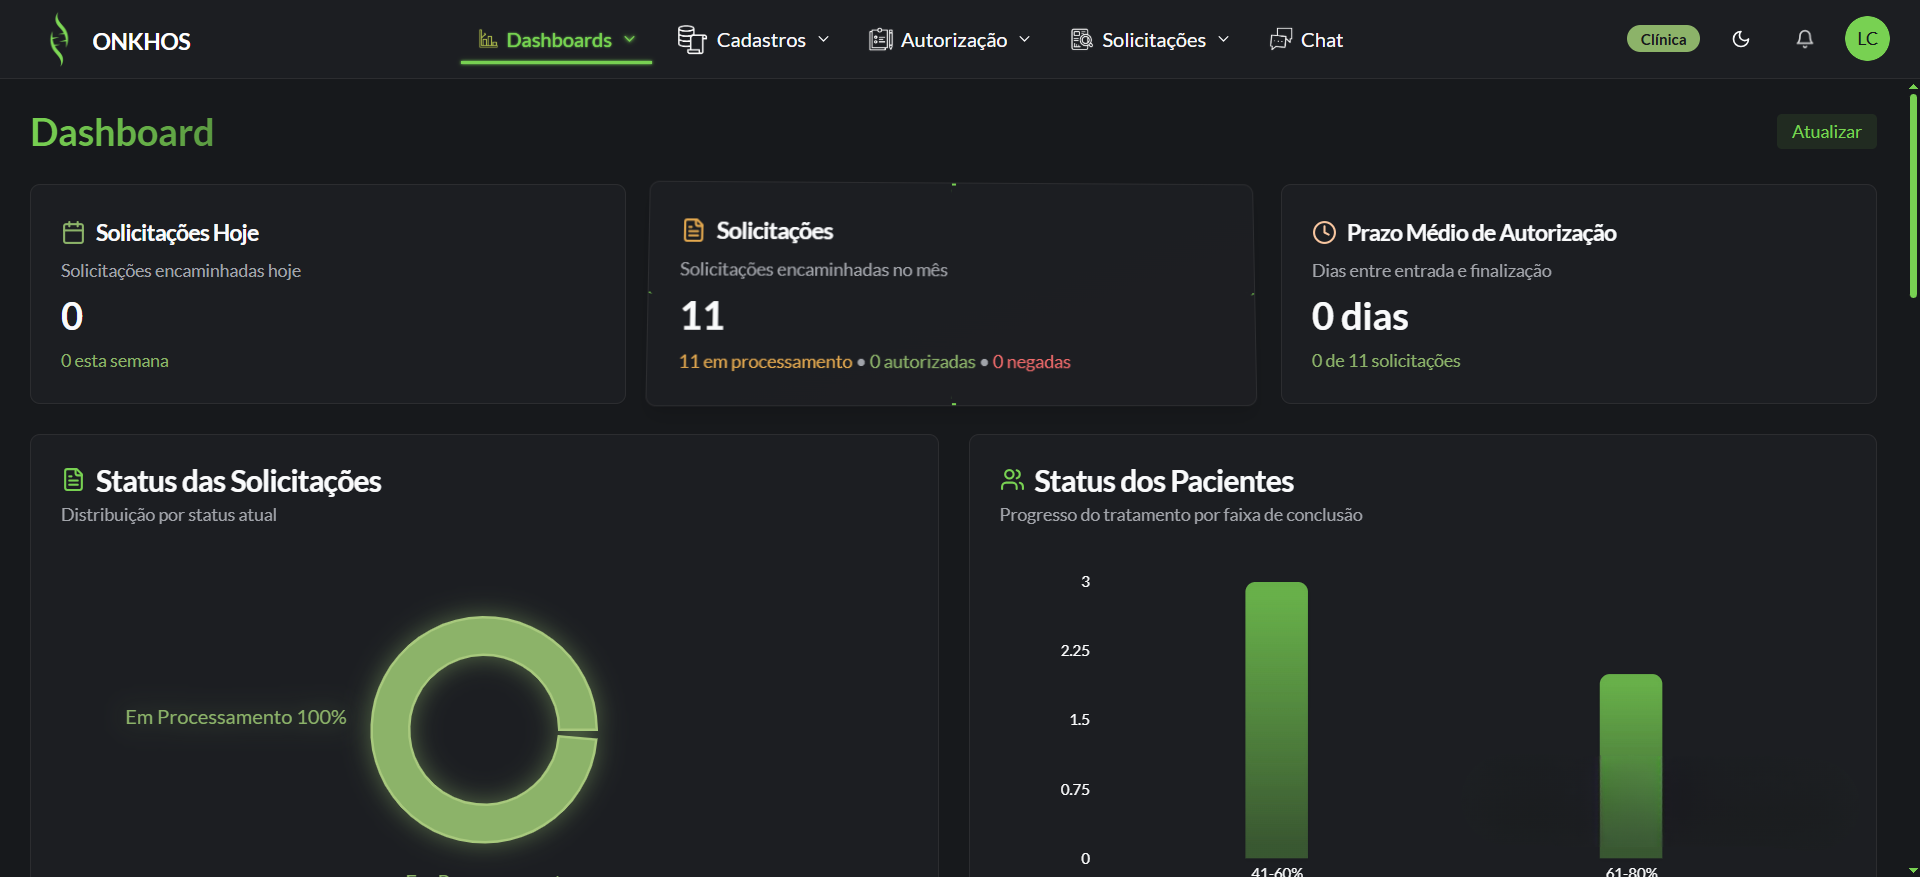 ONKHOS
Dashboards
Cadastros
Autorização
Solicitações
Chat
Clínica
LC
Dashboard
Atualizar
Solicitações Hoje
Solicitações encaminhadas hoje
0
0 esta semana
Solicitações
Solicitações encaminhadas no mês
11
11 em processamento • 0 autorizadas • 0 negadas
Prazo Médio de Autorização
Dias entre entrada e finalização
0 dias
0 de 11 solicitações
Status das Solicitações
Distribuição por status atual
Em Processamento 100%
Status dos Pacientes
Progresso do tratamento por faixa de conclusão
3
2.25
1.5
0.75
0
41-60%
61-80%